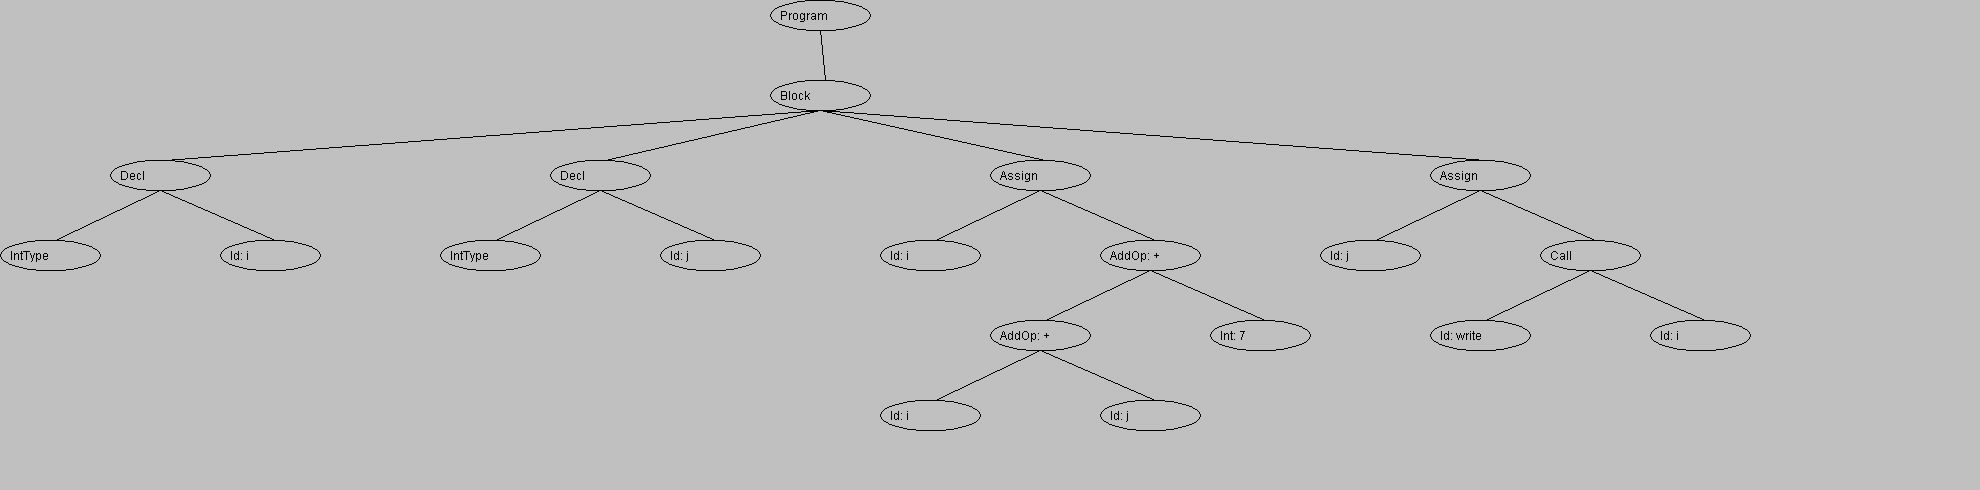 Program
Block
Decl
Decl
Assign
Assign
IntType
Id: i
IntType
Id: j
Id: i
AddOp: +
Id: j
Call
AddOp: +
Int: 7
Id: write
Id: i
Id: i
Id: j